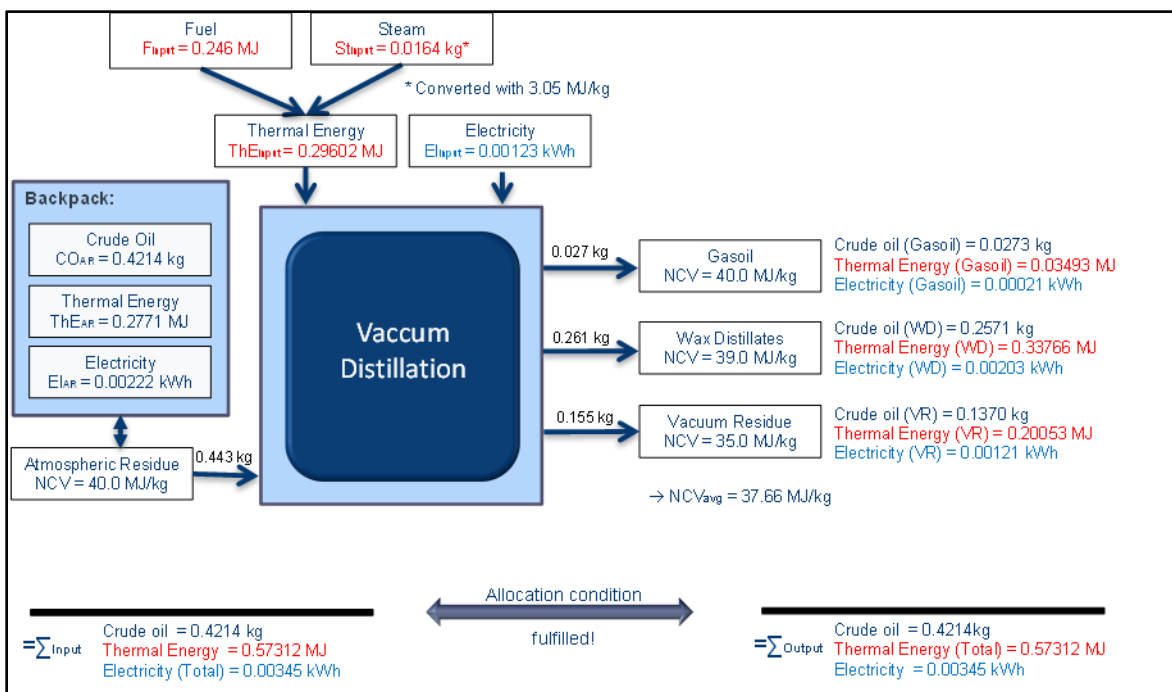 Fuel
FInput = 0.246 MJ
Steam
StInput = 0.0164 kg*
* Converted with 3.05 MJ/kg
Thermal Energy
ThEInput = 0.29602 MJ
Electricity
ElInput = 0.00123 kWh
Backpack:
Crude Oil
COAR = 0.4214 kg
Thermal Energy
ThEAR = 0.2771 MJ
Electricity
ElAR = 0.00222 kWh
Atmospheric Residue
NCV = 40.0 MJ/kg
0.443 kg
Vaccum
Distillation
0.027 kg
Gasoil
NCV = 40.0 MJ/kg
Crude oil (Gasoil) = 0.0273 kg
Thermal Energy (Gasoil) = 0.03493 MJ
Electricity (Gasoil) = 0.00021 kWh
0.261 kg
Wax Distillates
NCV = 39.0 MJ/kg
Crude oil (WD) = 0.2571 kg
Thermal Energy (WD) = 0.33766 MJ
Electricity (WD) = 0.00203 kWh
0.155 kg
Vacuum Residue
NCV = 35.0 MJ/kg
Crude oil (VR) = 0.1370 kg
Thermal Energy (VR) = 0.20053 MJ
Electricity (VR) = 0.00121 kWh
→ NCVavg = 37.66 MJ/kg
Allocation condition
fulfilled!
=∑Input
Crude oil = 0.4214 kg
Thermal Energy = 0.57312 MJ
Electricity (Total) = 0.00345 kWh
=∑Output
Crude oil = 0.4214kg
Thermal Energy (Total) = 0.57312 MJ
Electricity = 0.00345 kWh